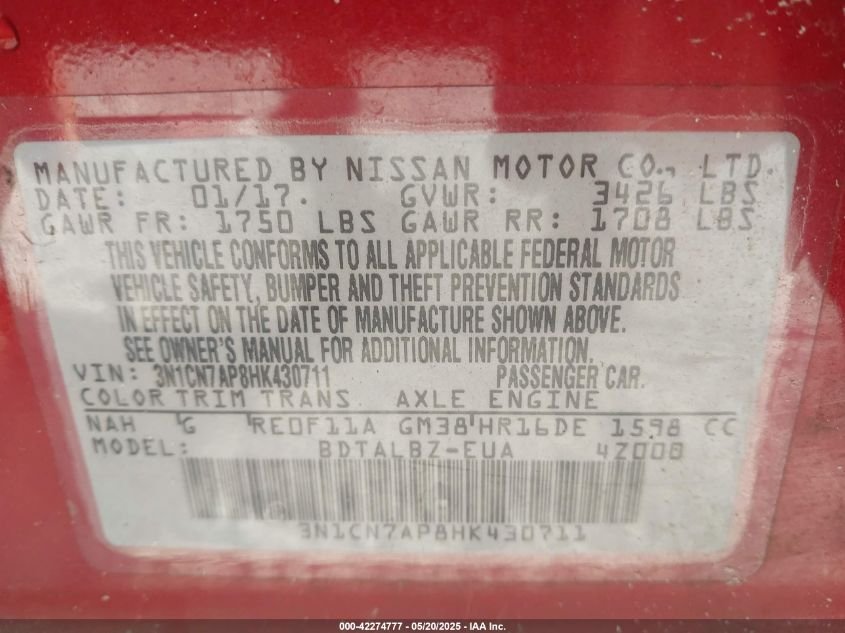 MANUFACTURED BY NISSAN MOTOR CO., LTD.
DATE: 01/17. GVWR: 3426 LBS
GAWR FR: 1750 LBS GAWR RR: 1708 LBS
THIS VEHICLE CONFORMS TO ALL APPLICABLE FEDERAL MOTOR
VEHICLE SAFETY, BUMPER AND THEFT PREVENTION STANDARDS
IN EFFECT ON THE DATE OF MANUFACTURE SHOWN ABOVE.
SEE OWNER'S MANUAL FOR ADDITIONAL INFORMATION.
VIN: 3N1CN7AP8HK430711 PASSENGER CAR.
COLOR TRIM TRANS AXLE ENGINE
NAH G RE0F11A GM38 HR16DE 1598 CC
MODEL: BDTALBZ-EUA 4Z000
3N1CN7AP8HK430711
000-42274777 - 05/20/2025 - IAA Inc.